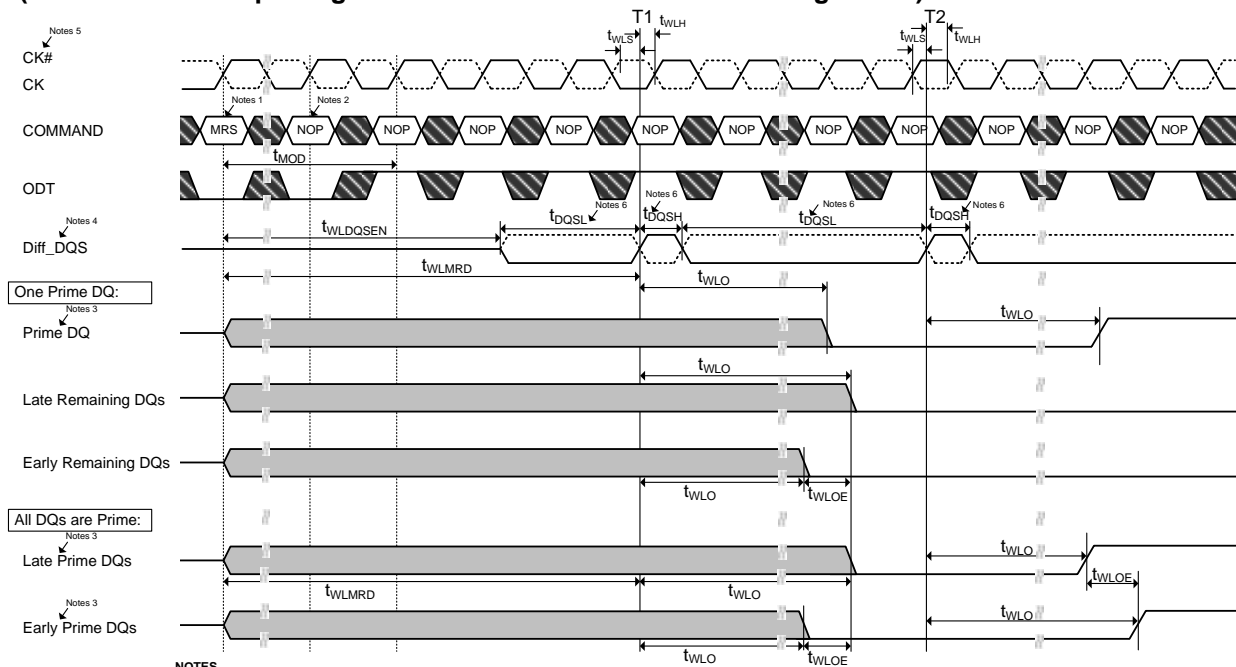 T1 T2
Notes 5
tWLS tWLH tWLS tWLH
CK#
CK
Notes 1 Notes 2
COMMAND MRS NOP NOP NOP NOP NOP NOP NOP NOP NOP NOP NOP
tMOD
ODT
Notes 4 Notes 6 Notes 6 Notes 6 Notes 6
tDQSL tDQSH tDQSL tDQSH
Diff_DQS tWLDQSEN
tWLMRD tWLO
One Prime DQ:
Notes 3
Prime DQ tWLO
tWLO
Late Remaining DQs
Early Remaining DQs
tWLO tWLOE
All DQs are Prime:
Notes 3
Late Prime DQs tWLO
tWLMRD tWLO tWLOE
Notes 3
Early Prime DQs tWLO
tWLO tWLOE
NOTES